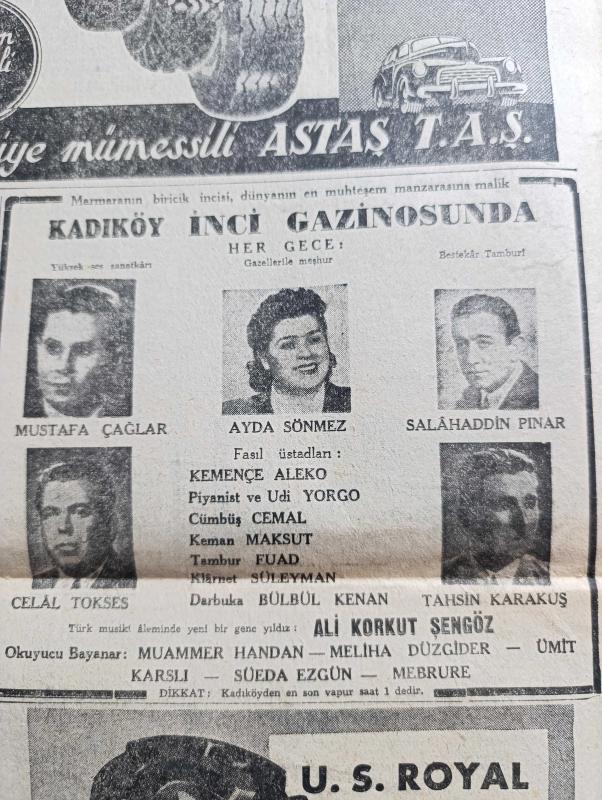 iye mümessili ASTAŞ T.A.Ş.
Marmaranın biricik incisi, dünyanın en muhteşem manzarasına malik
KADIKÖY İNCİ GAZİNOSUNDA
HER GECE:
Yüksek ses sanatkârı
Gazellerile meşhur
Bestekâr Tamburî
MUSTAFA ÇAĞLAR
AYDA SÖNMEZ
SALÂHADDİN PINAR
Fasıl üstadları:
KEMENÇE ALEKO
Piyanist ve Udi YORGO
Cümbüş CEMAL
Keman MAKSUT
Tambur FUAD
Klârnet SÜLEYMAN
Darbuka BÜLBÜL KENAN
CELÂL TOKSES
TAHSİN KARAKUŞ
Türk musiki âleminde yeni bir genc yıldız: ALİ KORKUT ŞENGÖZ
Okuyucu Bayanar: MUAMMER HANDAN — MELİHA DÜZGİDER — ÜMİT
KARSLI — SÜEDA EZGÜN — MEBRURE
DİKKAT: Kadıköyden en son vapur saat 1 dedir.
U. S. ROYAL